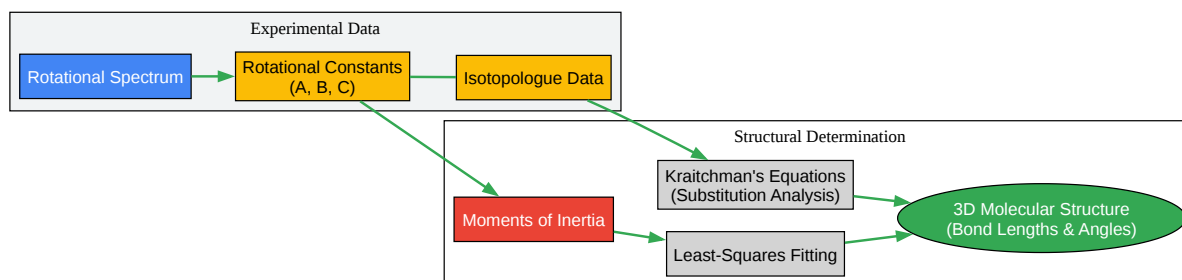 Experimental Data
Rotational Spectrum
Rotational Constants
(A, B, C)
Isotopologue Data
Structural Determination
Kraitchman's Equations
(Substitution Analysis)
Moments of Inertia
Least-Squares Fitting
3D Molecular Structure
(Bond Lengths & Angles)